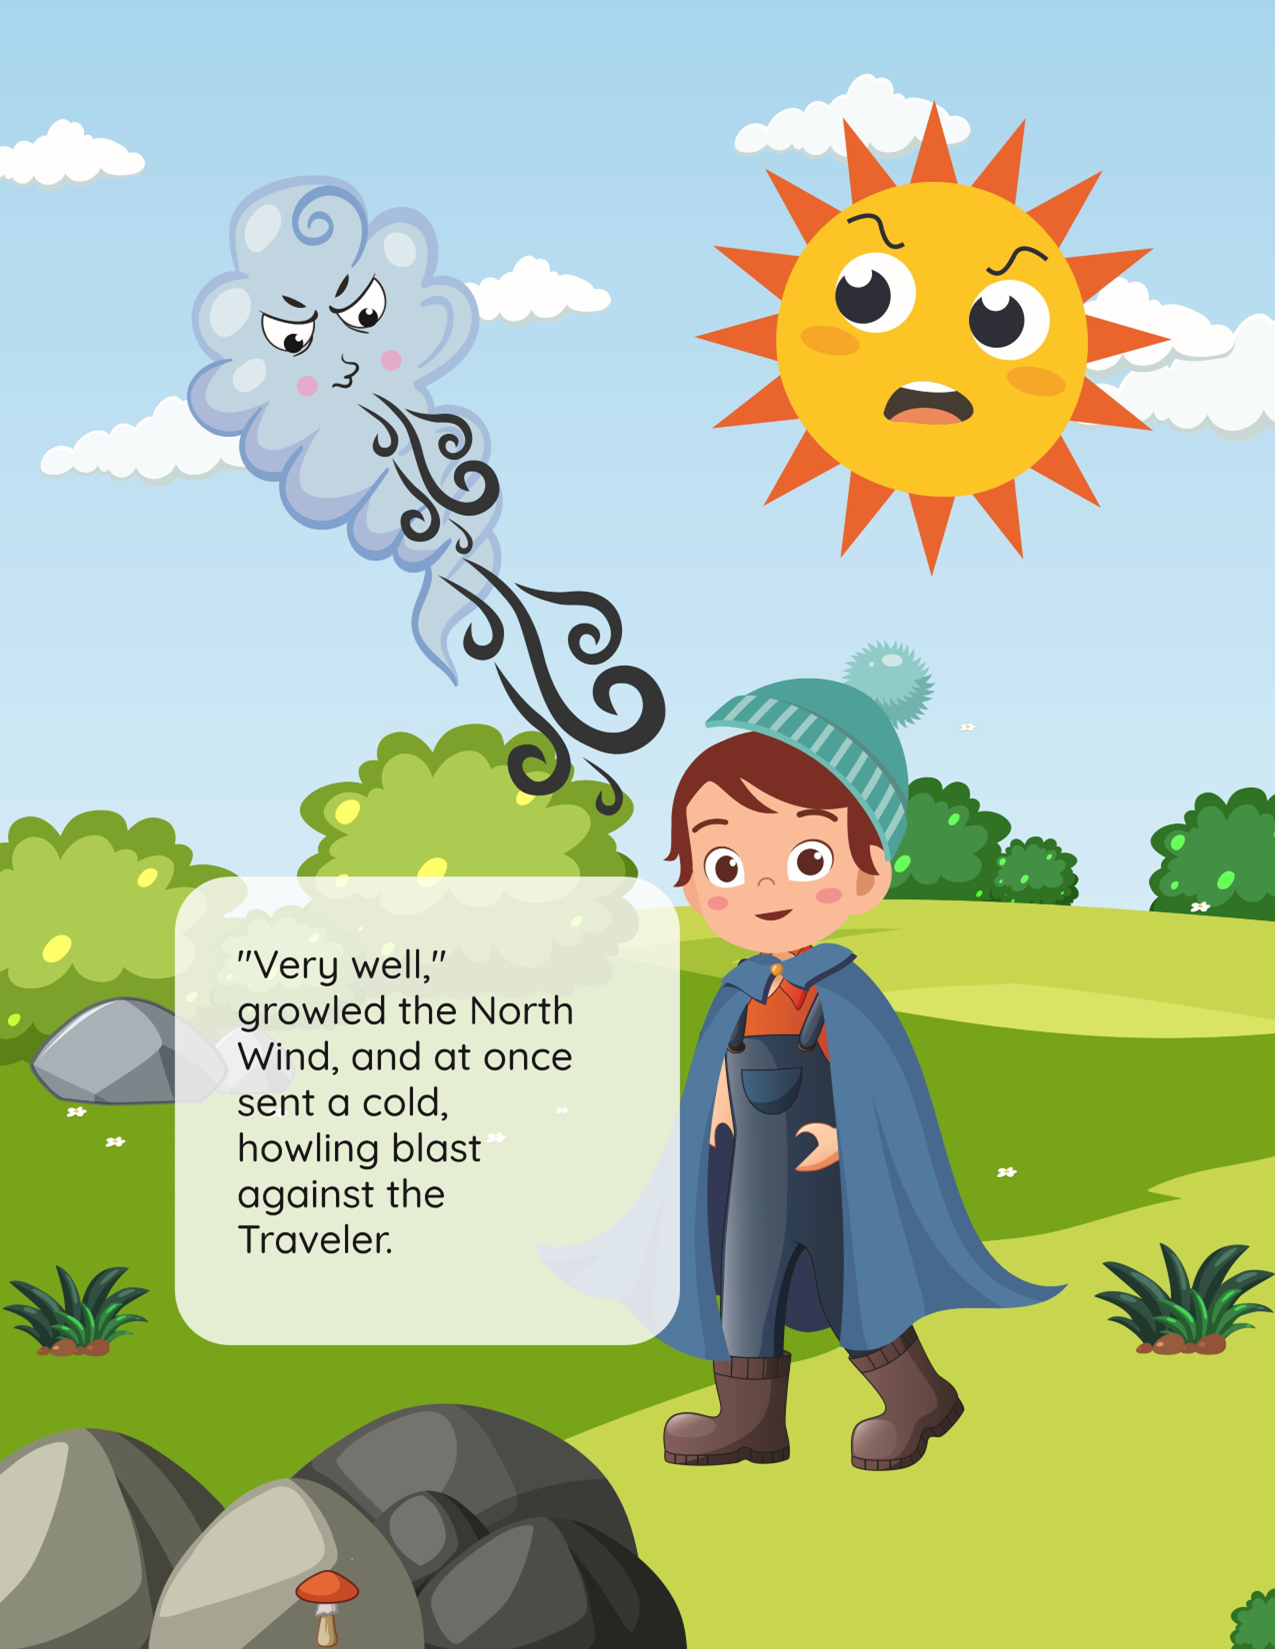 "Very well,"
growled the North
Wind, and at once
sent a cold,
howling blast
against the
Traveler.